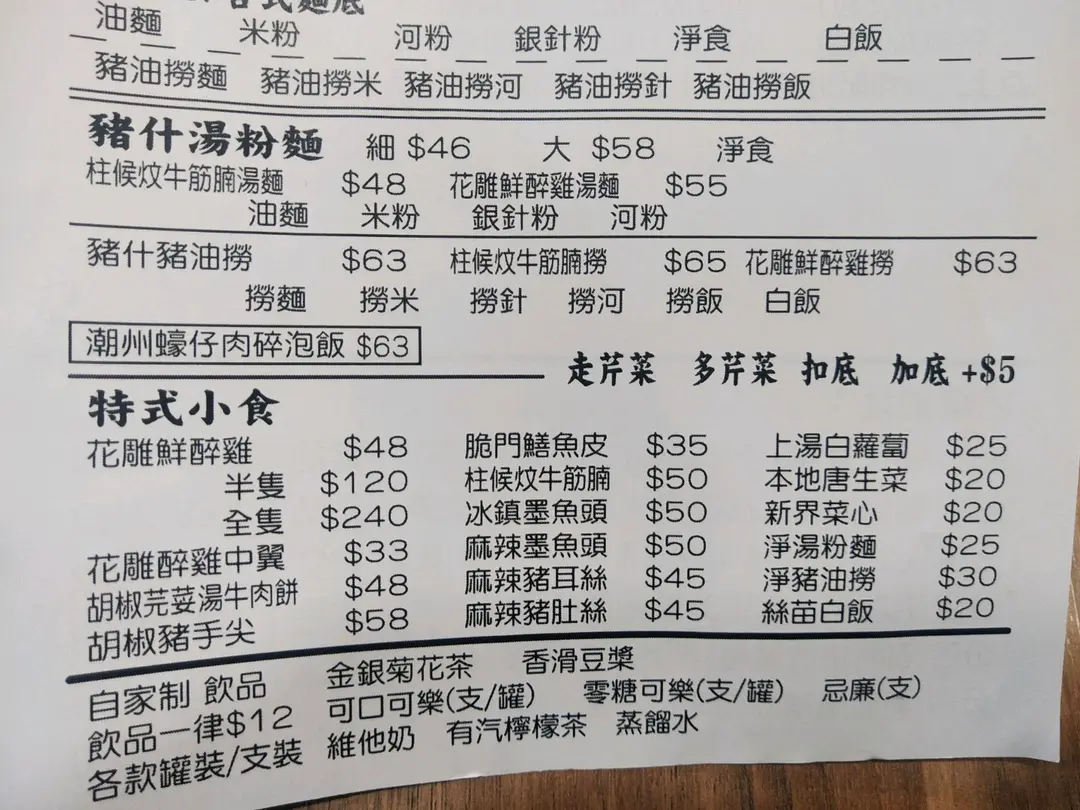 各式麵底
油麵 米粉 河粉 銀針粉 淨食 白飯
豬油撈麵 豬油撈米 豬油撈河 豬油撈針 豬油撈飯
豬什湯粉麵 細 $46 大 $58 淨食
柱候炆牛筋腩湯麵 $48 花雕鮮醉雞湯麵 $55
油麵 米粉 銀針粉 河粉
豬什豬油撈 $63 柱候炆牛筋腩撈 $65 花雕鮮醉雞撈 $63
撈麵 撈米 撈針 撈河 撈飯 白飯
潮州蠔仔肉碎泡飯 $63
走芹菜 多芹菜 扣底 加底 +$5
特式小食
花雕鮮醉雞 $48 脆門鱔魚皮 $35 上湯白蘿蔔 $25
半隻 $120 柱候炆牛筋腩 $50 本地唐生菜 $20
全隻 $240 冰鎮墨魚頭 $50 新界菜心 $20
花雕醉雞中翼 $33 麻辣墨魚頭 $50 淨湯粉麵 $25
胡椒芫荽湯牛肉餅 $48 麻辣豬耳絲 $45 淨豬油撈 $30
胡椒豬手尖 $58 麻辣豬肚絲 $45 絲苗白飯 $20
自家制 飲品 金銀菊花茶 香滑豆漿
飲品一律$12 可口可樂(支/罐) 零糖可樂(支/罐) 忌廉(支)
各款罐裝/支裝 維他奶 有汽檸檬茶 蒸餾水